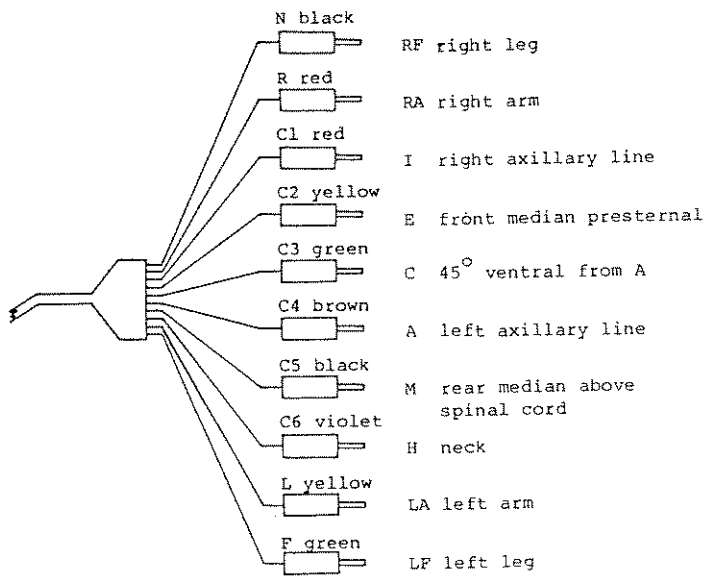 N black
RF right leg
R red
RA right arm
C1 red
I right axillary line
C2 yellow
E front median presternal
C3 green
C 45° ventral from A
C4 brown
A left axillary line
C5 black
M rear median above
spinal cord
C6 violet
H neck
L yellow
LA left arm
F green
LF left leg